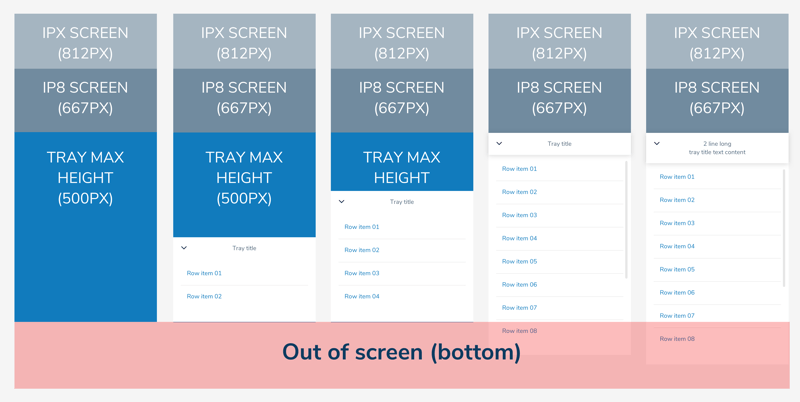 IPX SCREEN
(812PX)
IP8 SCREEN
(667PX)
TRAY MAX
HEIGHT
(500PX)
IPX SCREEN
(812PX)
IP8 SCREEN
(667PX)
TRAY MAX
HEIGHT
(500PX)
Tray title
Row item 01
Row item 02
IPX SCREEN
(812PX)
IP8 SCREEN
(667PX)
TRAY MAX
HEIGHT
Tray title
Row item 01
Row item 02
Row item 03
Row item 04
IPX SCREEN
(812PX)
IP8 SCREEN
(667PX)
Tray title
Row item 01
Row item 02
Row item 03
Row item 04
Row item 05
Row item 06
Row item 07
Row item 08
IPX SCREEN
(812PX)
IP8 SCREEN
(667PX)
2 line long
tray title text content
Row item 01
Row item 02
Row item 03
Row item 04
Row item 05
Row item 06
Row item 07
Row item 08
Out of screen (bottom)